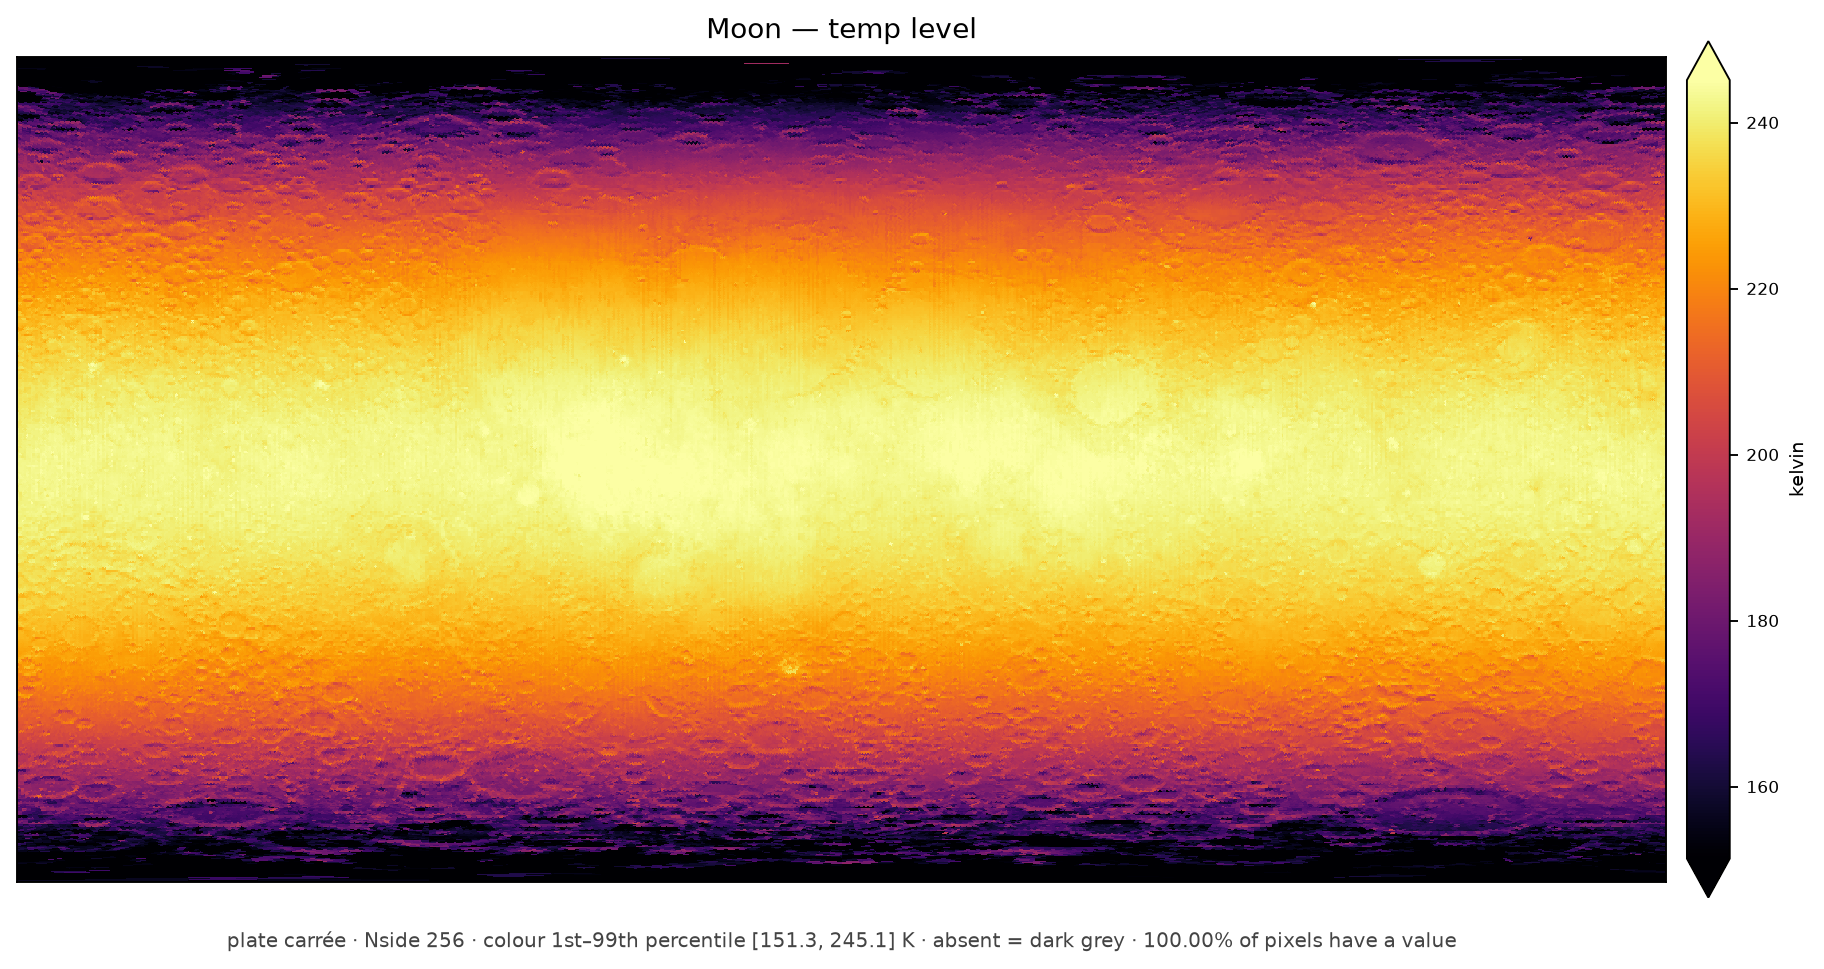 Moon — temp level
240
220
200
180
160
kelvin
plate carrée · Nside 256 · colour 1st–99th percentile [151.3, 245.1] K · absent = dark grey · 100.00% of pixels have a value